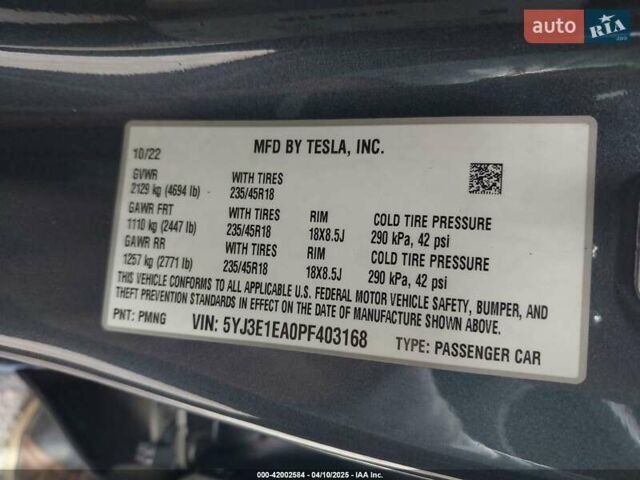 auto RIA
10/22 MFD BY TESLA, INC.
GVWR WITH TIRES
2129 kg (4694 lb) 235/45R18
GAWR FRT WITH TIRES RIM COLD TIRE PRESSURE
1110 kg (2447 lb) 235/45R18 18X8.5J 290 kPa, 42 psi
GAWR RR WITH TIRES RIM COLD TIRE PRESSURE
1257 kg (2771 lb) 235/45R18 18X8.5J 290 kPa, 42 psi
THIS VEHICLE CONFORMS TO ALL APPLICABLE U.S. FEDERAL MOTOR VEHICLE SAFETY, BUMPER, AND
THEFT PREVENTION STANDARDS IN EFFECT ON THE DATE OF MANUFACTURE SHOWN ABOVE.
PNT: PMNG VIN: 5YJ3E1EA0PF403168 TYPE: PASSENGER CAR
000-42002584 - 04/10/2025 - IAAI.COM